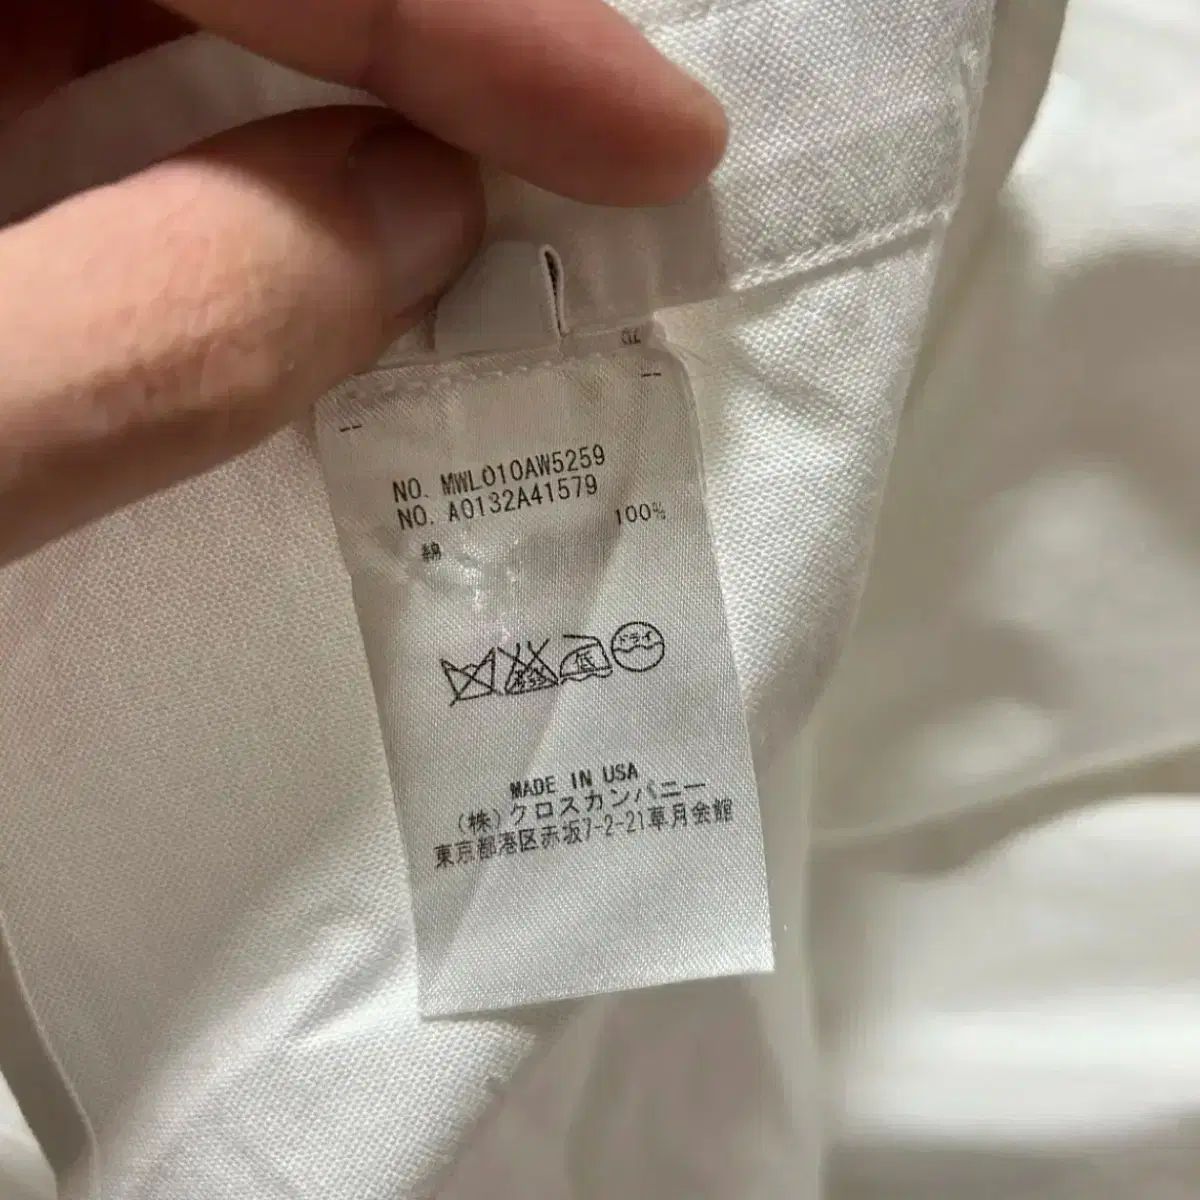 NO. MWL010AW5259
NO. A0132A41579
綿 100%
ドライ
低
MADE IN USA
(株)クロスカンパニー
東京都港区赤坂7-2-21草月会館